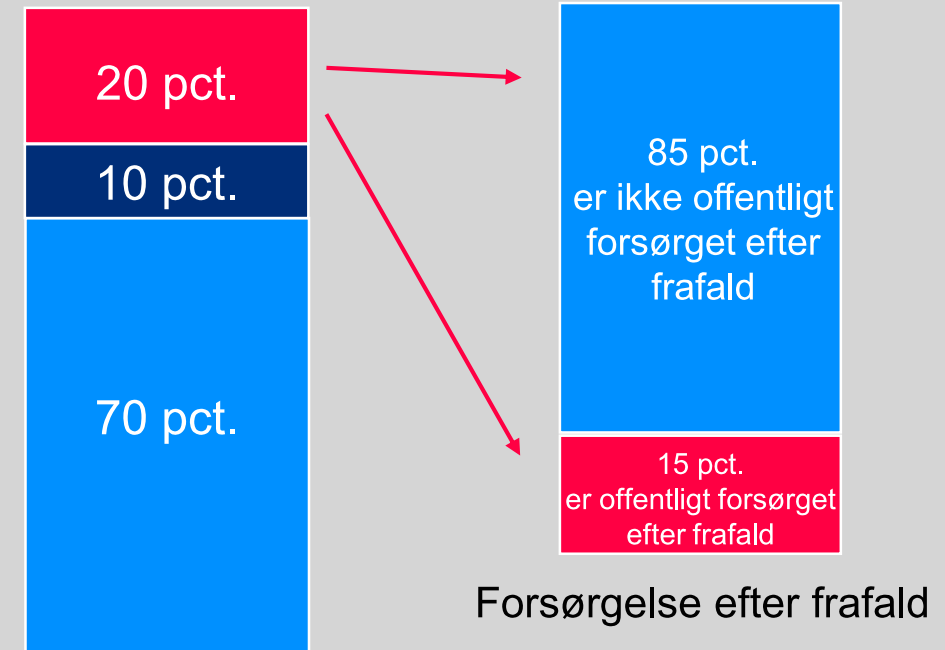 20 pct.
10 pct.
70 pct.
85 pct.
er ikke offentligt
forsørget efter
frafald
15 pct.
er offentligt forsørget
efter frafald
Forsørgelse efter frafald